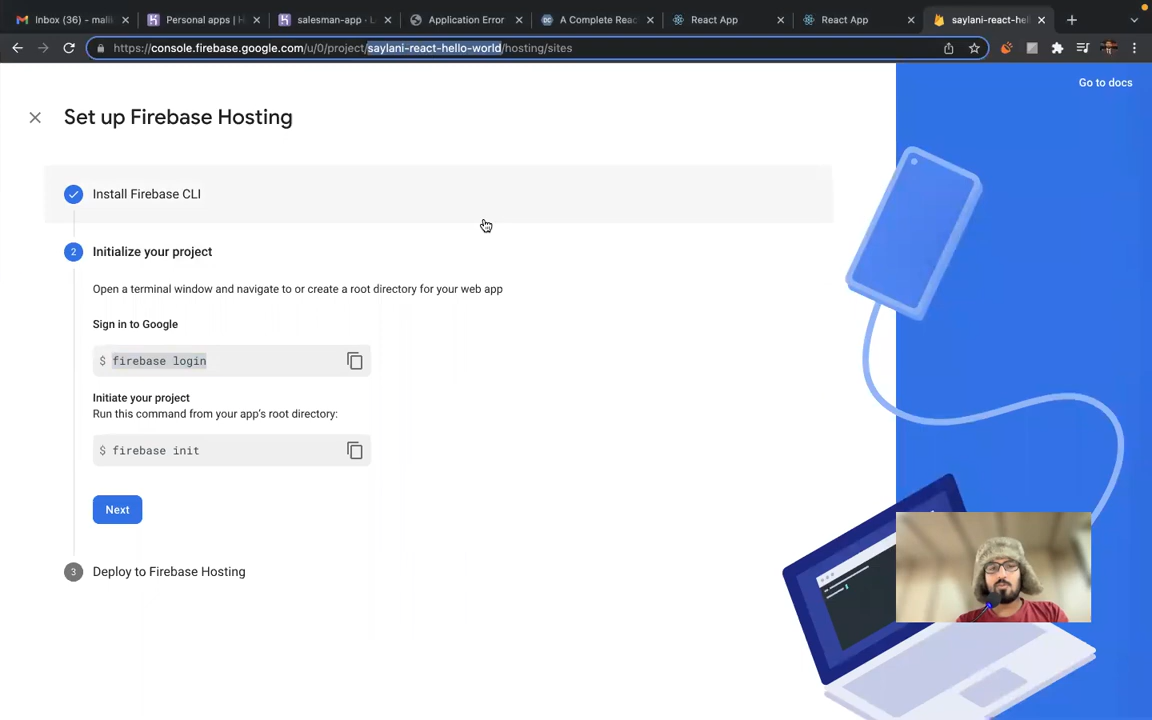 Inbox (36) - mali
Personal apps | H
salesman-app · Lo
Application Error
A Complete Reac
React App
React App
saylani-react-hell
https://console.firebase.google.com/u/0/project/saylani-react-hello-world/hosting/sites
Go to docs
Set up Firebase Hosting
Install Firebase CLI
2 Initialize your project
Open a terminal window and navigate to or create a root directory for your web app
Sign in to Google
$ firebase login
Initiate your project
Run this command from your app's root directory:
$ firebase init
Next
3 Deploy to Firebase Hosting